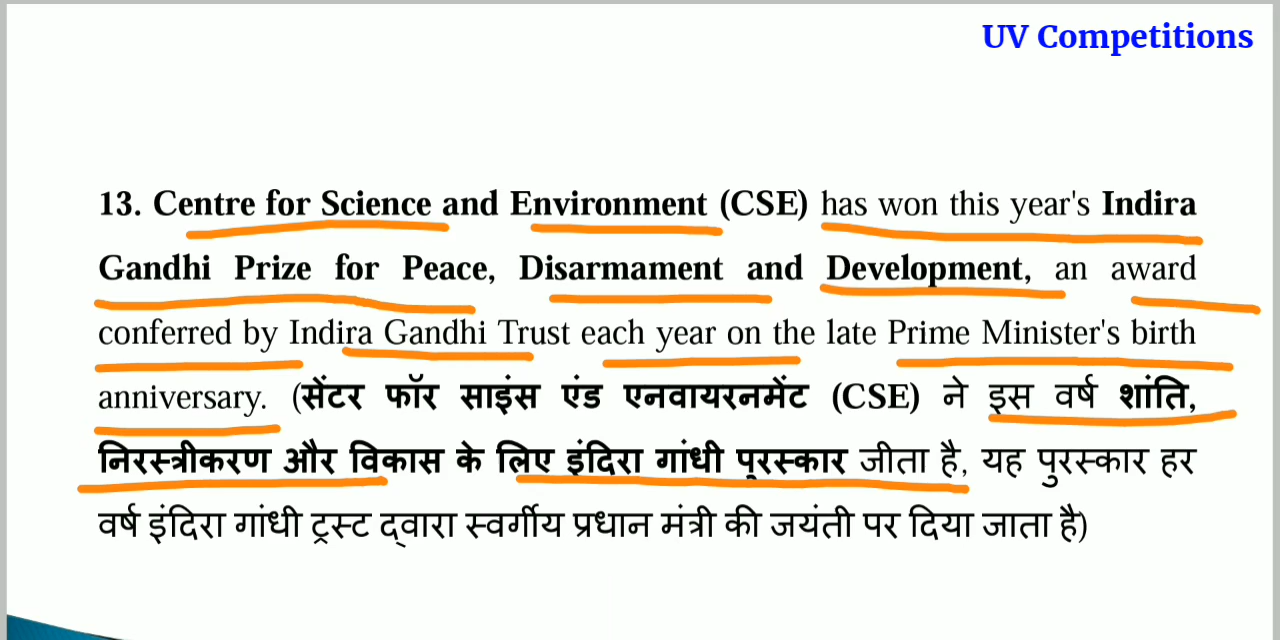 UV Competitions
13. Centre for Science and Environment (CSE) has won this year's Indira
Gandhi Prize for Peace, Disarmament and Development, an award
conferred by Indira Gandhi Trust each year on the late Prime Minister's birth
anniversary. (सेंटर फॉर साइंस एंड एनवायरनमेंट (CSE) ने इस वर्ष शांति,
निरस्त्रीकरण और विकास के लिए इंदिरा गांधी पुरस्कार जीता है, यह पुरस्कार हर
वर्ष इंदिरा गांधी ट्रस्ट द्वारा स्वर्गीय प्रधान मंत्री की जयंती पर दिया जाता है)